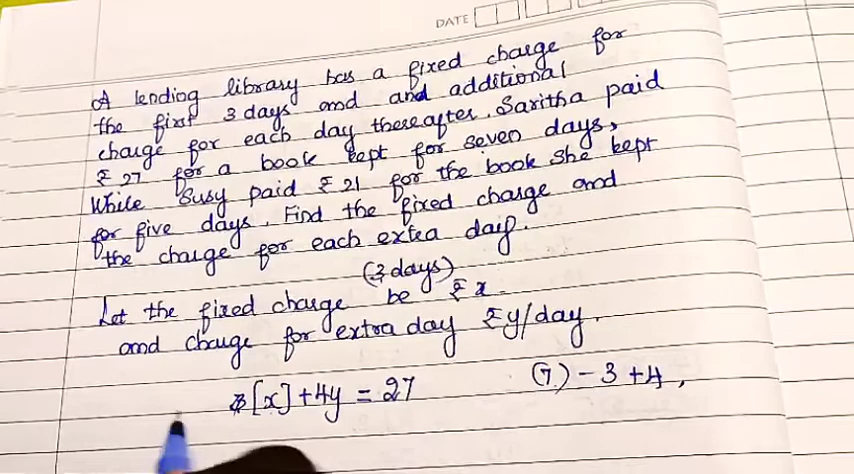 DATE
A lending library has a fixed charge for
the first 3 days and and additional
charge for each day thereafter. Saritha paid
₹ 27 for a book kept for seven days,
While Susy paid ₹ 21 for the book she kept
for five days. Find the fixed charge and
the charge for each extra day.
(3 days)
Let the fixed charge be ₹ x.
and charge for extra day ₹y/day.
[x] + 4y = 27 (7) - 3 + 4,